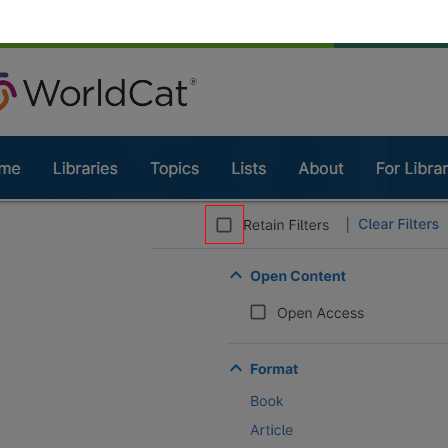 WorldCat®
me Libraries Topics Lists About For Librar
Retain Filters | Clear Filters
Open Content
Open Access
Format
Book
Article